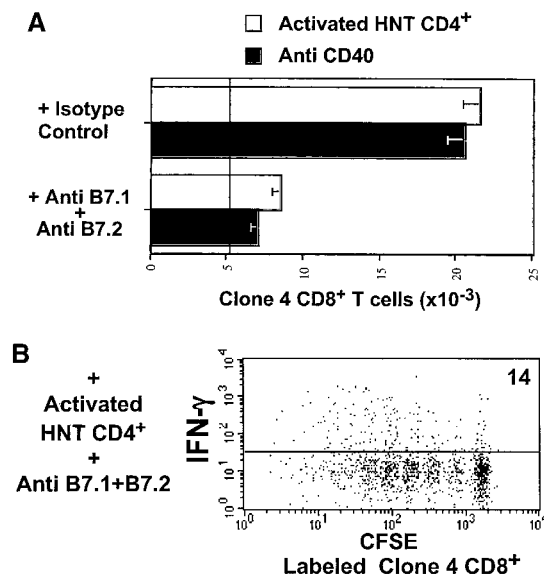 A
Activated HNT CD4+
Anti CD40
+ Isotype
Control
+ Anti B7.1
+
Anti B7.2
0 5 10 15 20 25
Clone 4 CD8+ T cells (x10-3)
B
+
Activated
HNT CD4+
+
Anti B7.1+B7.2
14
IFN-γ
10 4
10 3
10 2
10 1
10 0
10 0 10 1 10 2 10 3 10 4
CFSE
Labeled Clone 4 CD8+